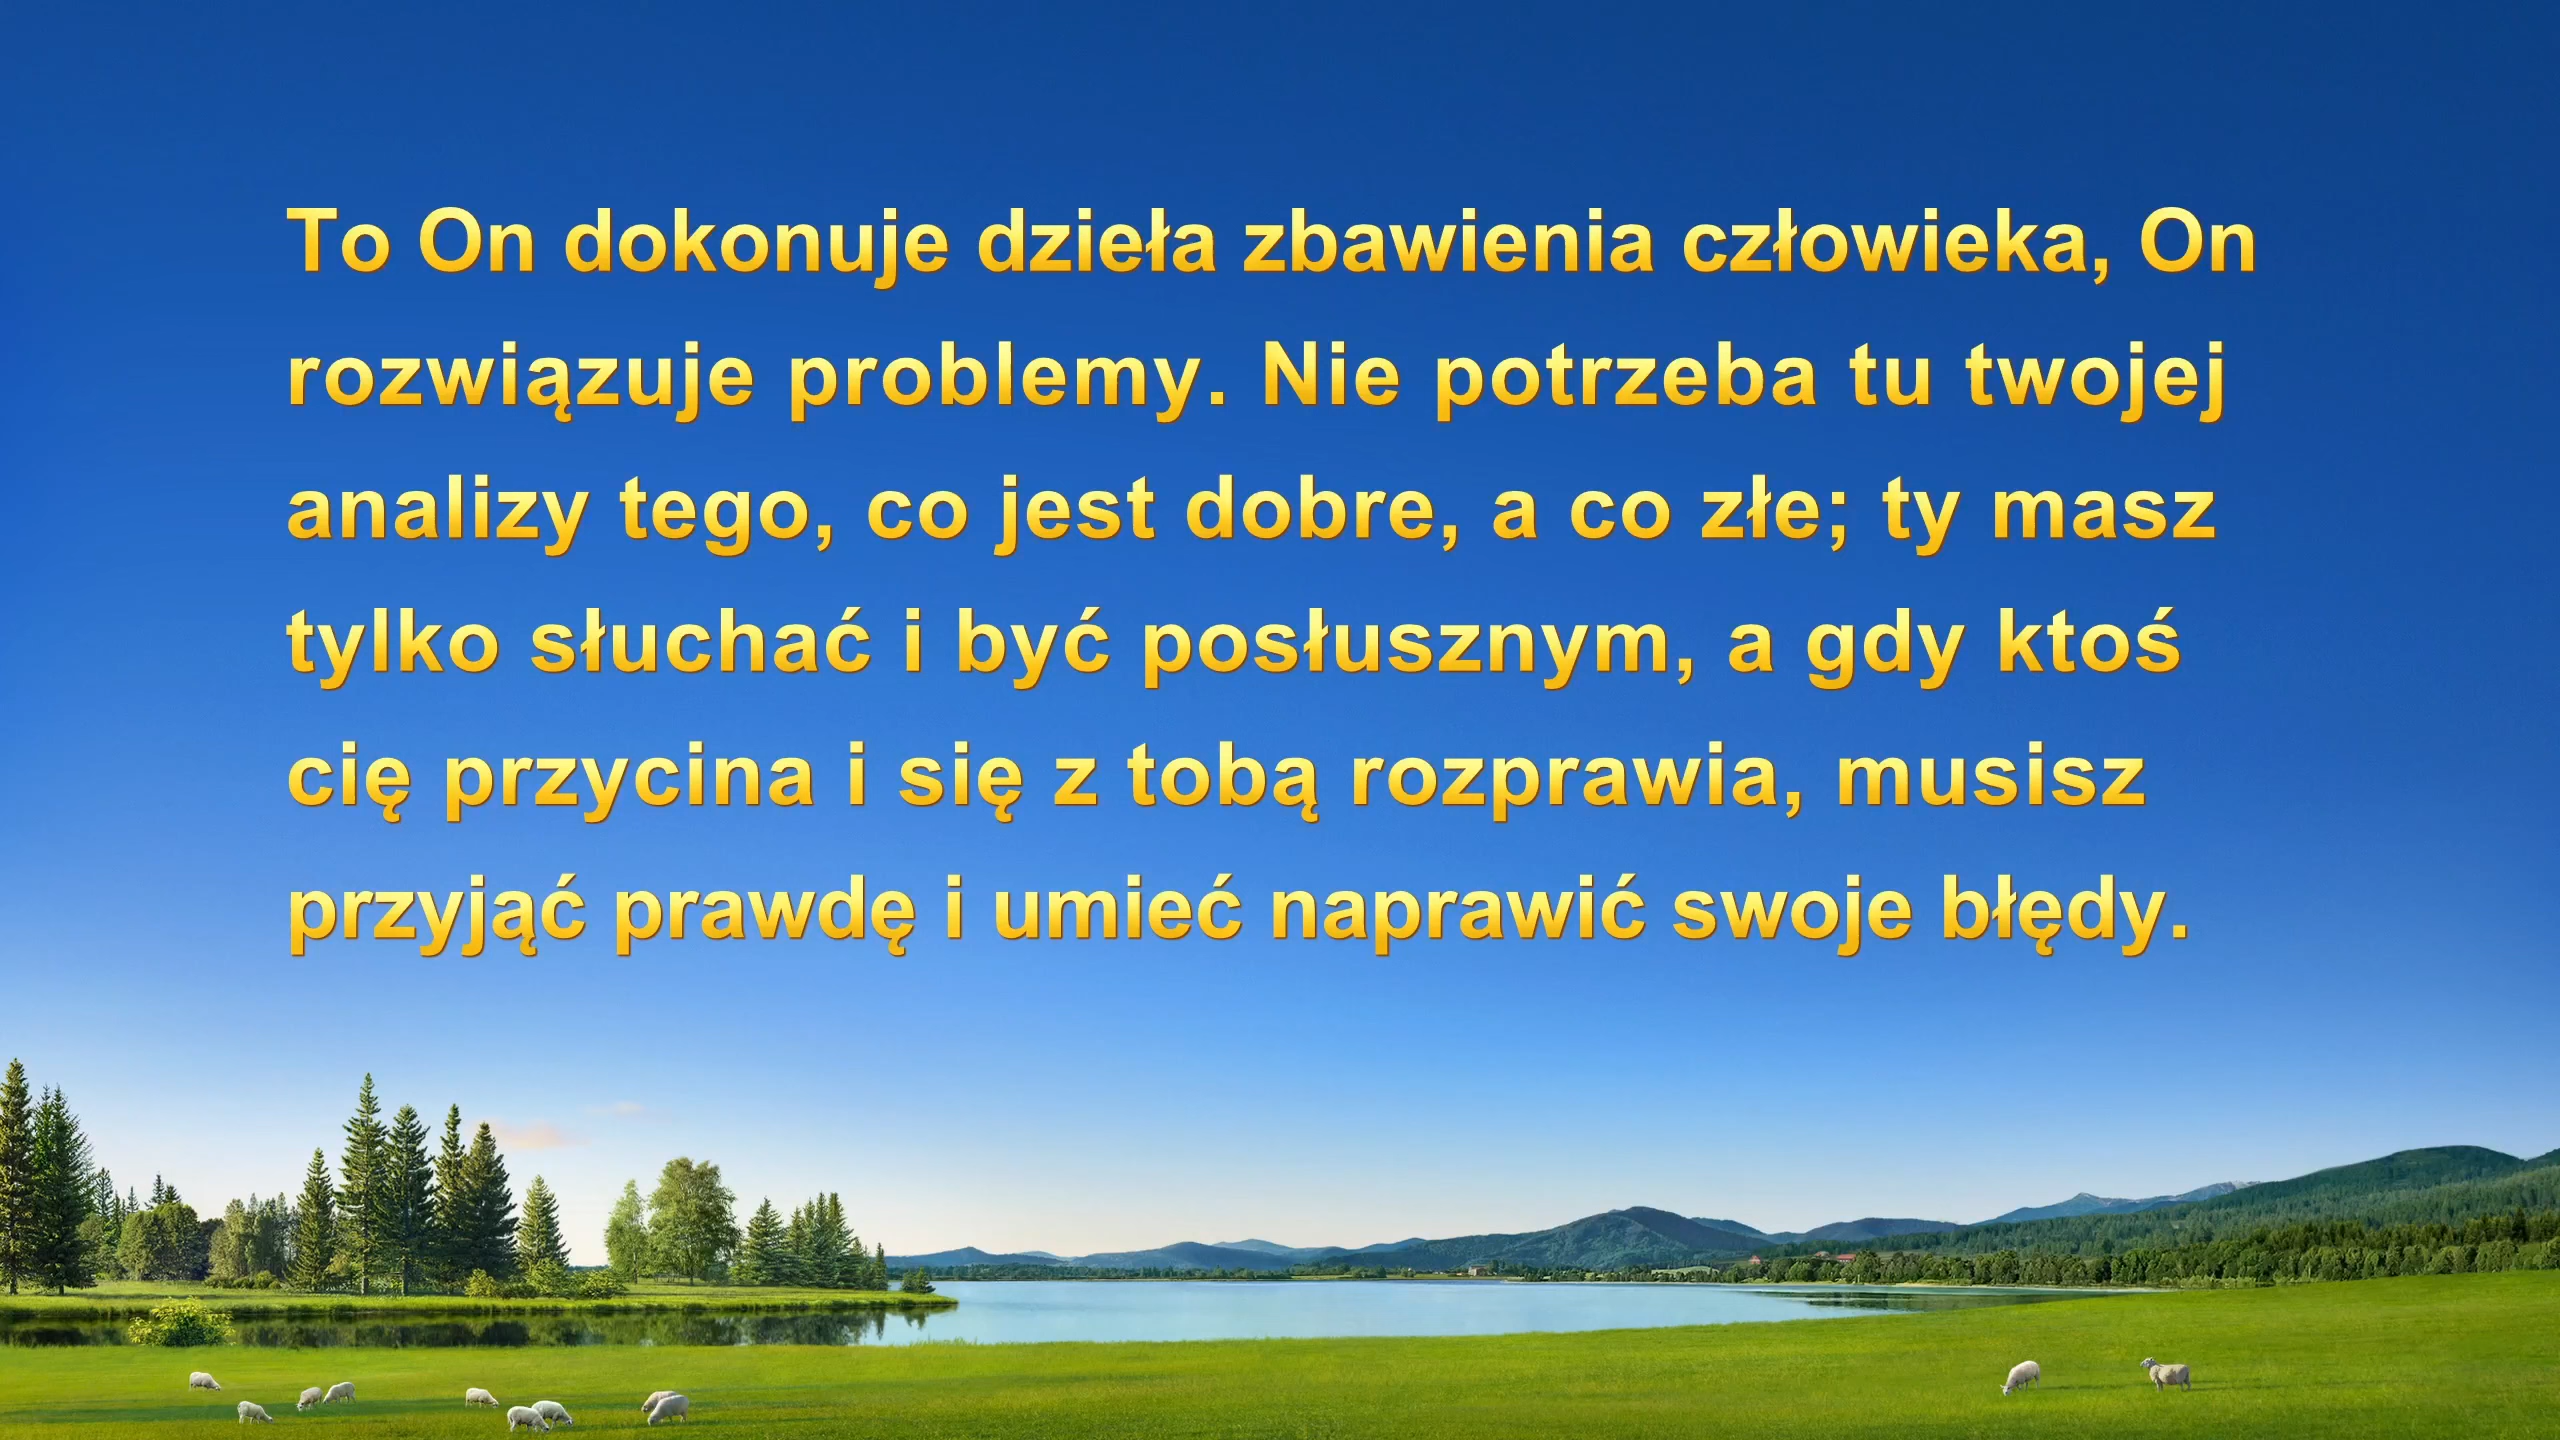 To On dokonuje dzieła zbawienia człowieka, On
rozwiązuje problemy. Nie potrzeba tu twojej
analizy tego, co jest dobre, a co złe; ty masz
tylko słuchać i być posłusznym, a gdy ktoś
cię przycina i się z tobą rozprawia, musisz
przyjąć prawdę i umieć naprawić swoje błędy.